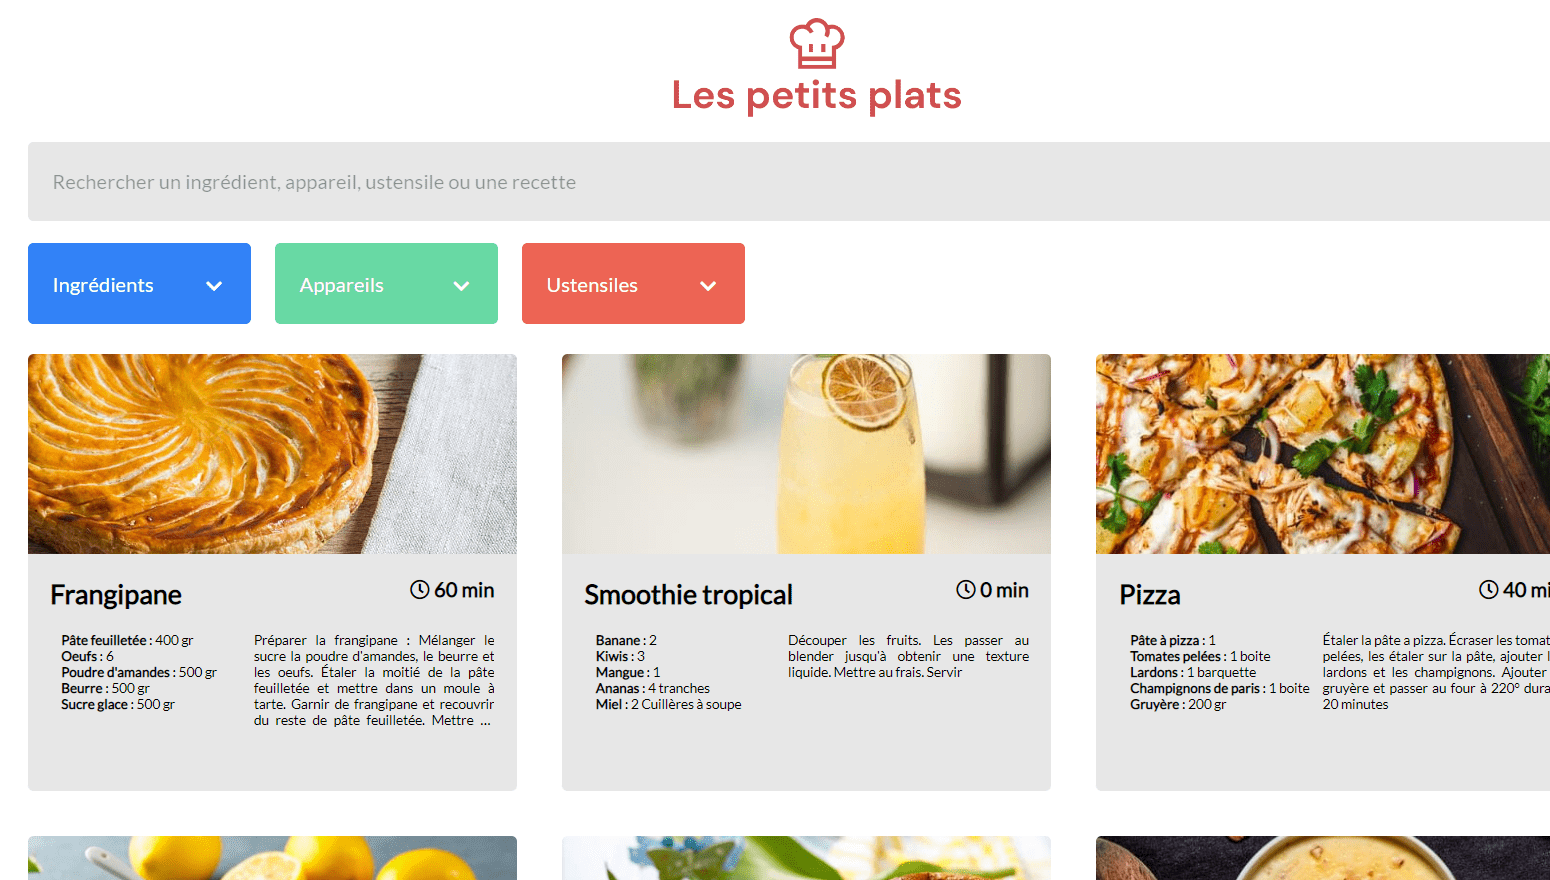 Les petits plats
Rechercher un ingrédient, appareil, ustensile ou une recette
Ingrédients
Appareils
Ustensiles
Frangipane
60 min
Pâte feuilletée : 400 gr
Oeufs : 6
Poudre d'amandes : 500 gr
Beurre : 500 gr
Sucre glace : 500 gr
Préparer la frangipane : Mélanger le
sucre la poudre d'amandes, le beurre et
les oeufs. Étaler la moitié de la pâte
feuilletée et mettre dans un moule à
tarte. Garnir de frangipane et recouvrir
du reste de pâte feuilletée. Mettre ...
Smoothie tropical
0 min
Banane : 2
Kiwis : 3
Mangue : 1
Ananas : 4 tranches
Miel : 2 Cuillères à soupe
Découper les fruits. Les passer au
blender jusqu'à obtenir une texture
liquide. Mettre au frais. Servir
Pizza
40 mi
Pâte à pizza : 1
Tomates pelées : 1 boite
Lardons : 1 barquette
Champignons de paris : 1 boite
Gruyère : 200 gr
Étaler la pâte a pizza. Écraser les tomat
pelées, les étaler sur la pâte, ajouter l
lardons et les champignons. Ajouter
gruyère et passer au four à 220° dura
20 minutes